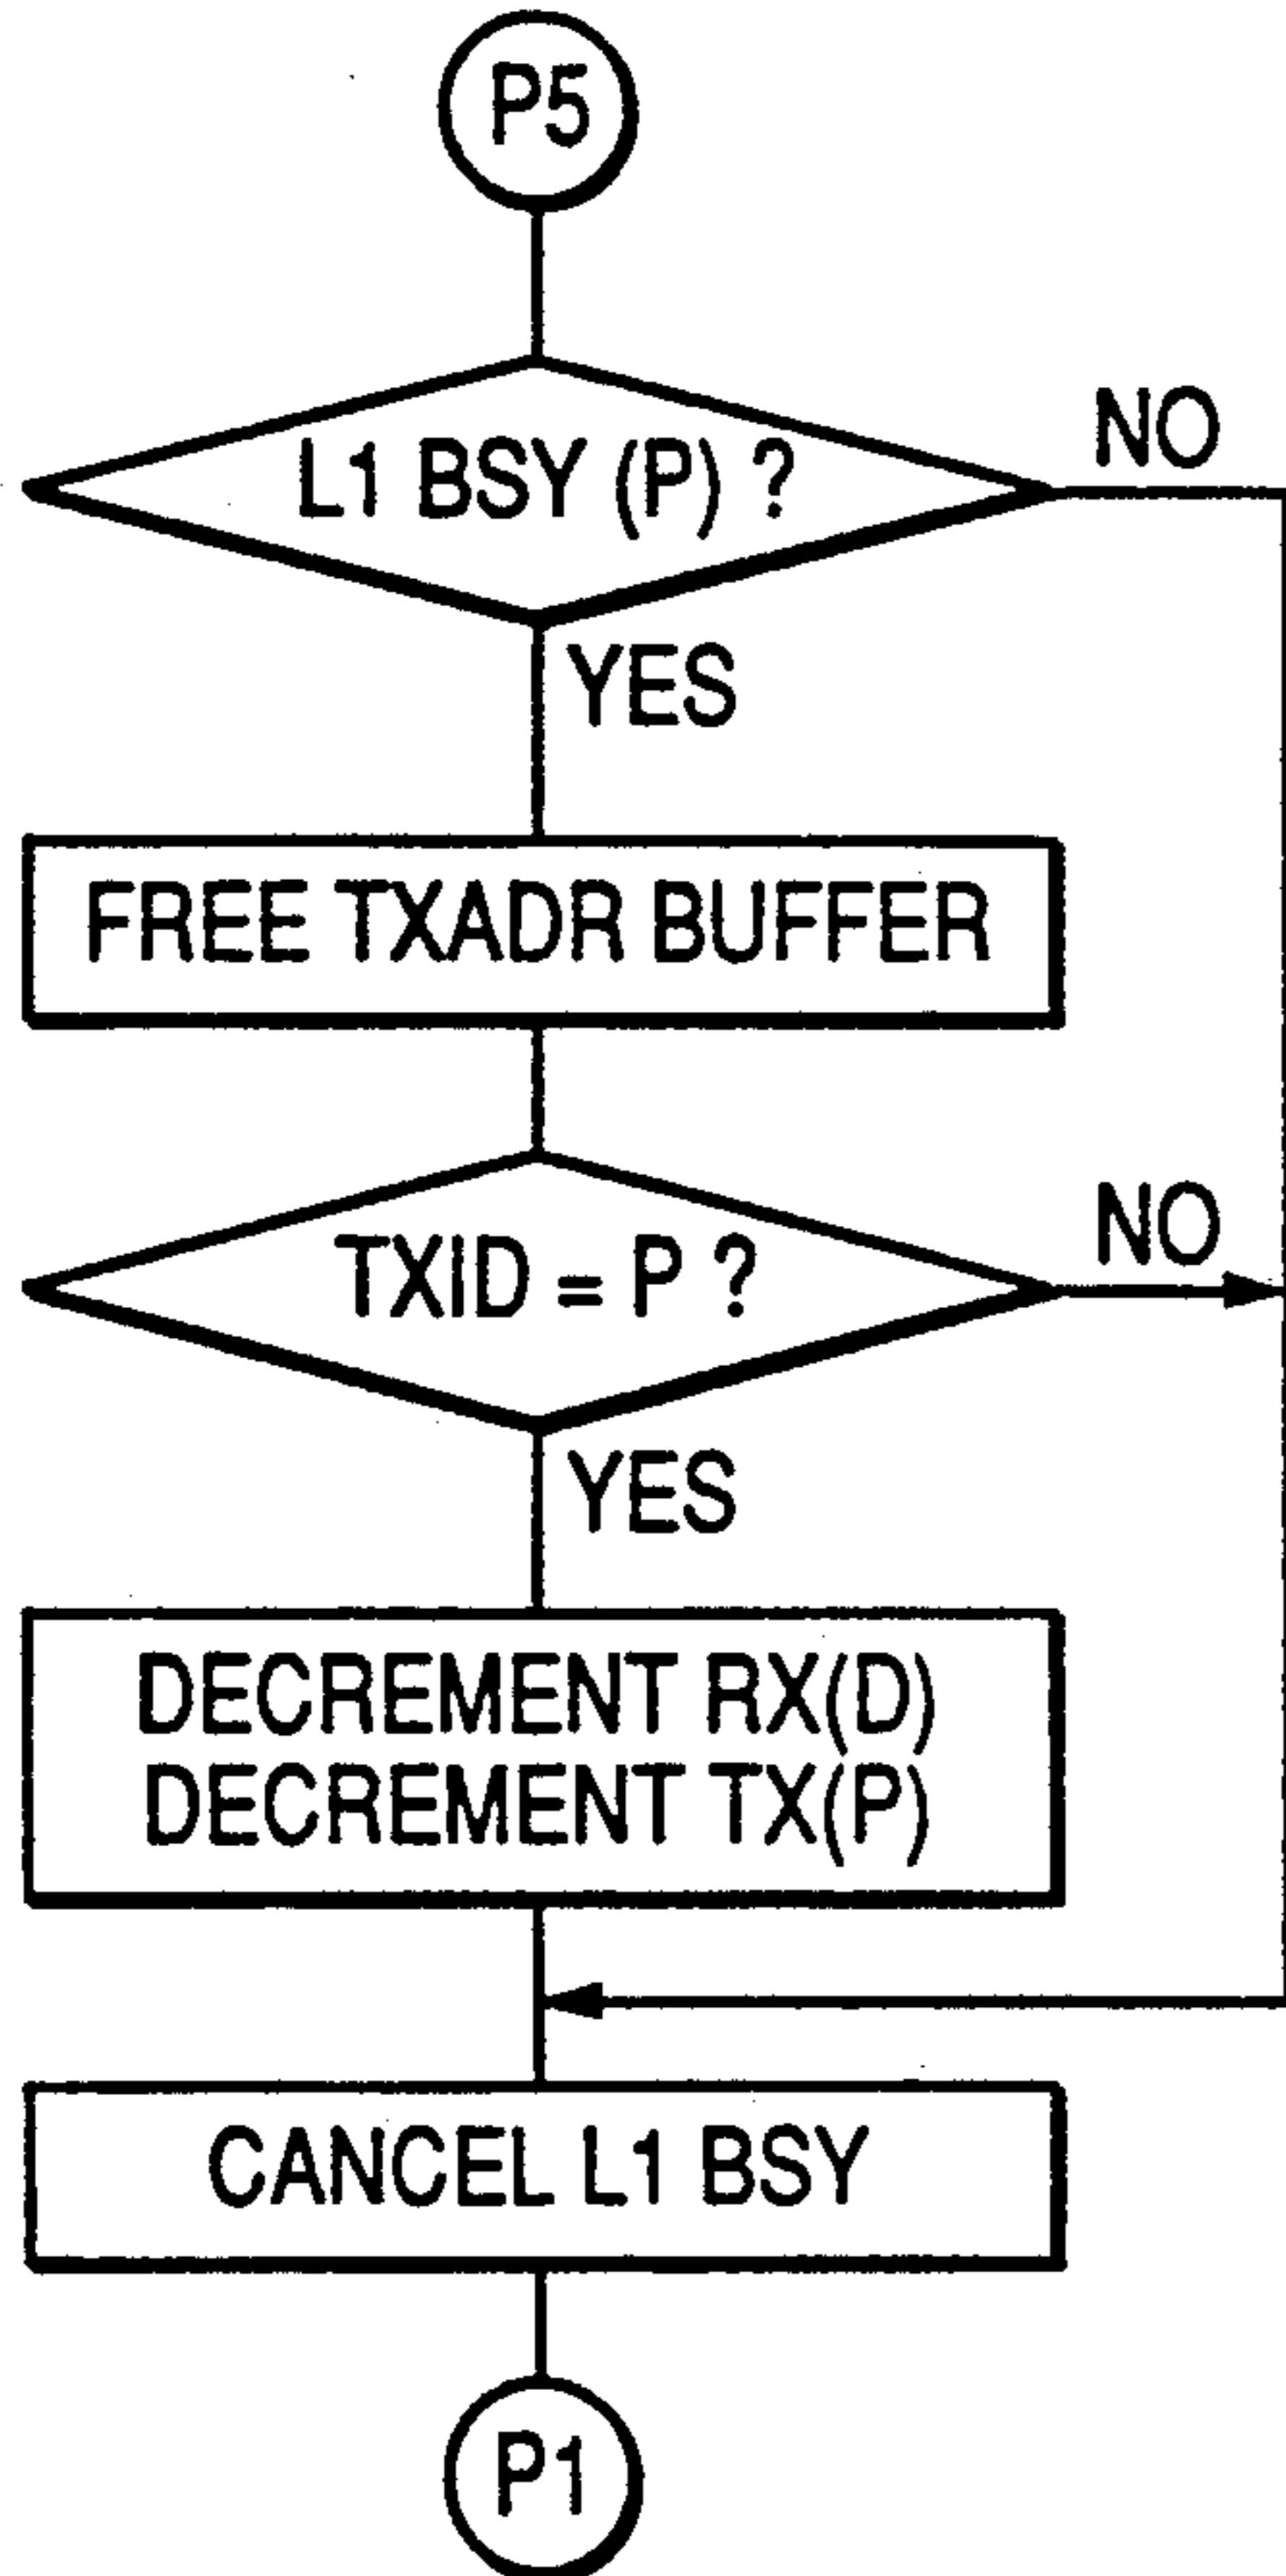 P5
L1 BSY (P) ?
NO
YES
FREE TXADR BUFFER
TXID = P ?
NO
YES
DECREMENT RX(D)
DECREMENT TX(P)
CANCEL L1 BSY
P1